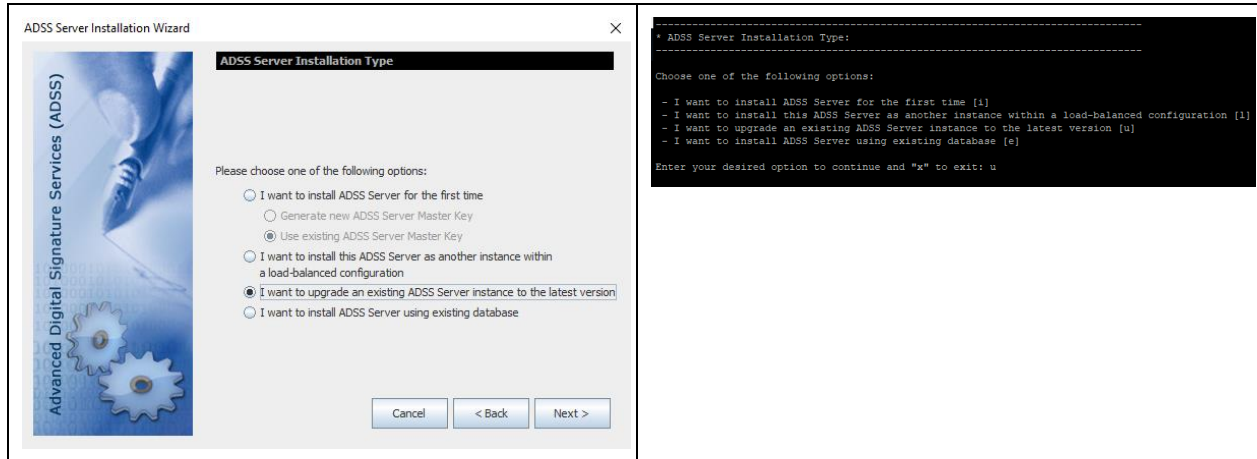 ADSS Server Installation Wizard
Advanced Digital Signature Services (ADSS)
ADSS Server Installation Type
Please choose one of the following options:
I want to install ADSS Server for the first time
Generate new ADSS Server Master Key
Use existing ADSS Server Master Key
I want to install this ADSS Server as another instance within
a load-balanced configuration
I want to upgrade an existing ADSS Server instance to the latest version
I want to install ADSS Server using existing database
Cancel
< Back
Next >
--------------------------------------------------------------------------
* ADSS Server Installation Type:
--------------------------------------------------------------------------
Choose one of the following options:
- I want to install ADSS Server for the first time [i]
- I want to install this ADSS Server as another instance within a load-balanced configuration [l]
- I want to upgrade an existing ADSS Server instance to the latest version [u]
- I want to install ADSS Server using existing database [e]
Enter your desired option to continue and "x" to exit: u